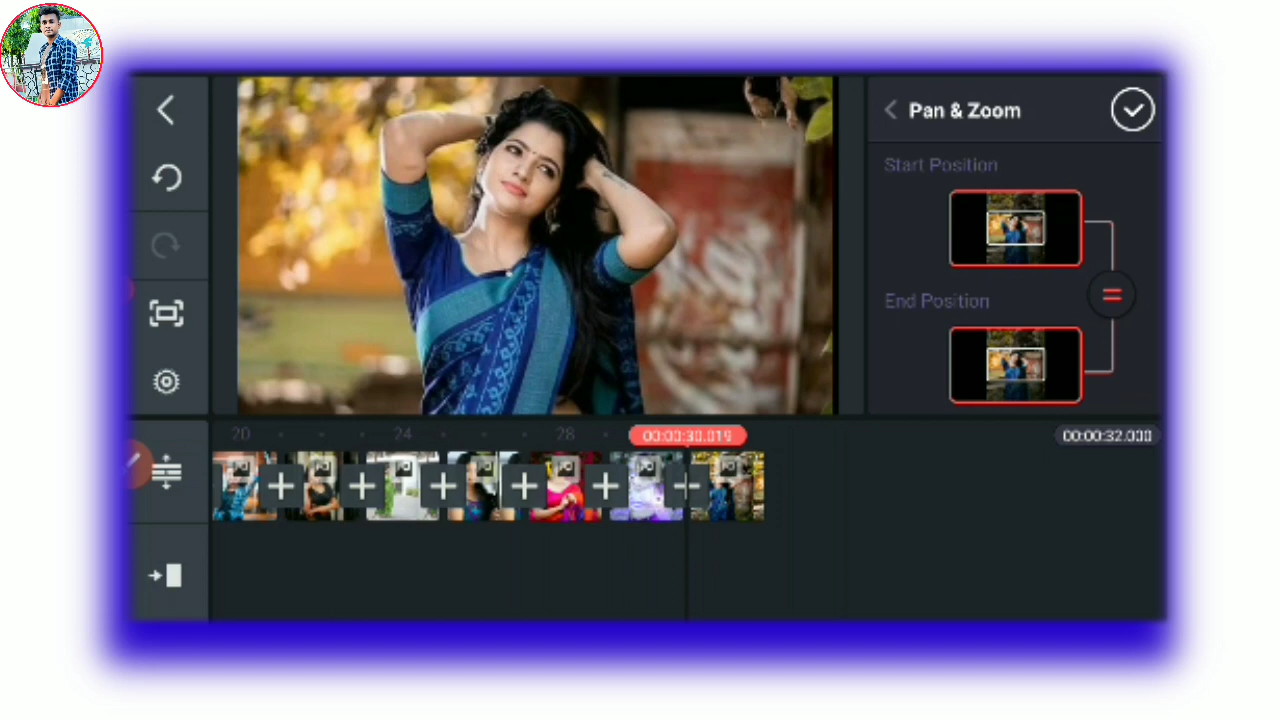 Pan & Zoom
Start Position
End Position
20
24
28
00:00:30.019
00:00:32.000